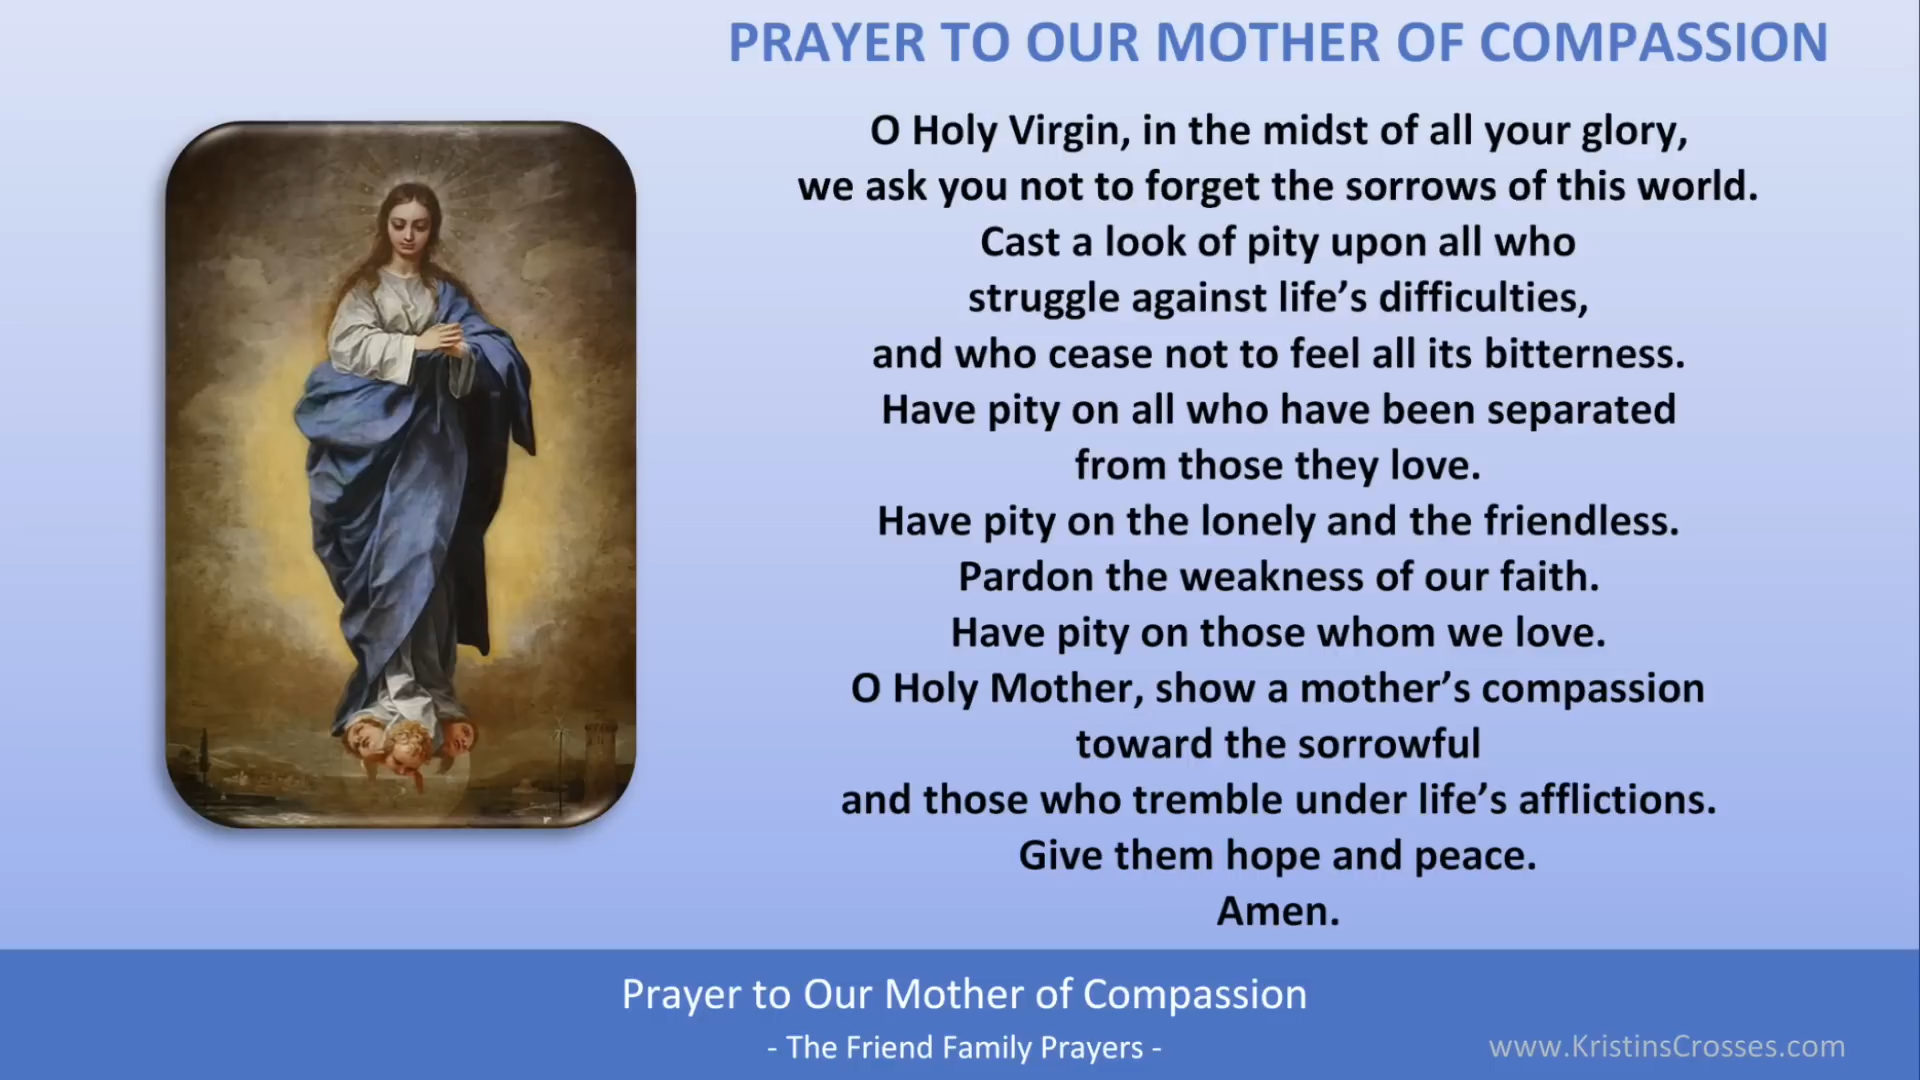 PRAYER TO OUR MOTHER OF COMPASSION
O Holy Virgin, in the midst of all your glory,
we ask you not to forget the sorrows of this world.
Cast a look of pity upon all who
struggle against life’s difficulties,
and who cease not to feel all its bitterness.
Have pity on all who have been separated
from those they love.
Have pity on the lonely and the friendless.
Pardon the weakness of our faith.
Have pity on those whom we love.
O Holy Mother, show a mother’s compassion
toward the sorrowful
and those who tremble under life’s afflictions.
Give them hope and peace.
Amen.
Prayer to Our Mother of Compassion
- The Friend Family Prayers -
www.KristinsCrosses.com